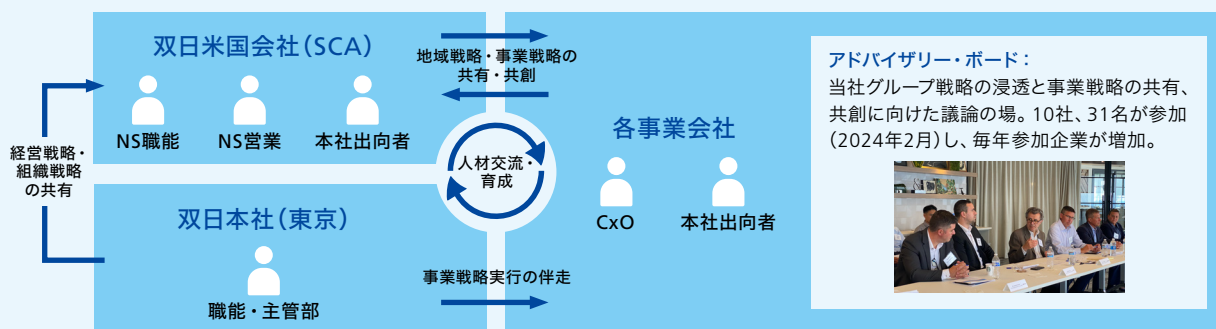 双日米国会社（SCA）
NS職能
NS営業
本社出向者
経営戦略・
組織戦略
の共有
双日本社（東京）
職能・主管部
地域戦略・事業戦略の
共有・共創
人材交流・
育成
事業戦略実行の伴走
各事業会社
CxO
本社出向者
アドバイザリー・ボード：
当社グループ戦略の浸透と事業戦略の共有、
共創に向けた議論の場。10社、31名が参加
（2024年2月）し、毎年参加企業が増加。